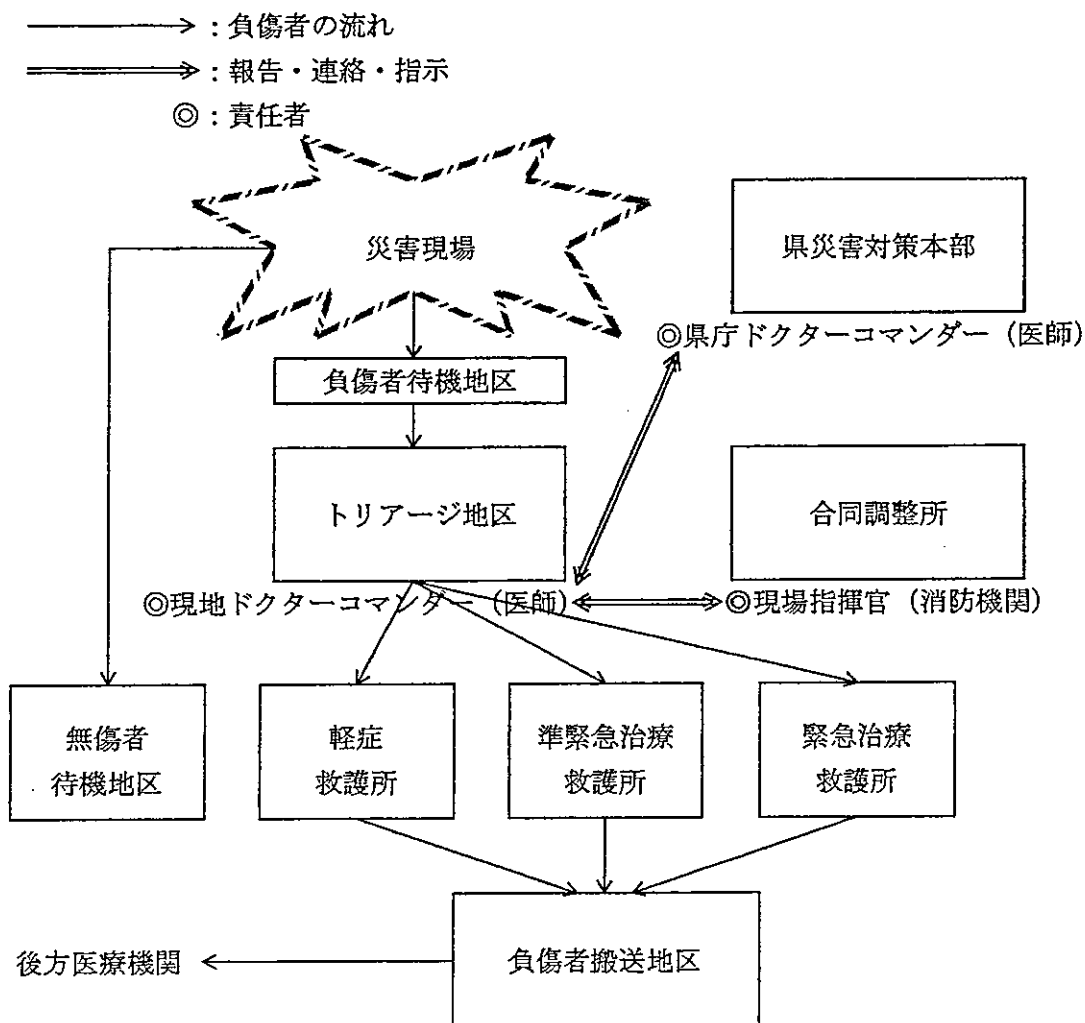 ：負傷者の流れ
：報告・連絡・指示
◎：責任者
災害現場
県災害対策本部
◎県庁ドクターコマンダー（医師）
負傷者待機地区
トリアージ地区
合同調整所
◎現地ドクターコマンダー（医師）
◎現場指揮官（消防機関）
無傷者
待機地区
軽症
救護所
準緊急治療
救護所
緊急治療
救護所
後方医療機関
負傷者搬送地区